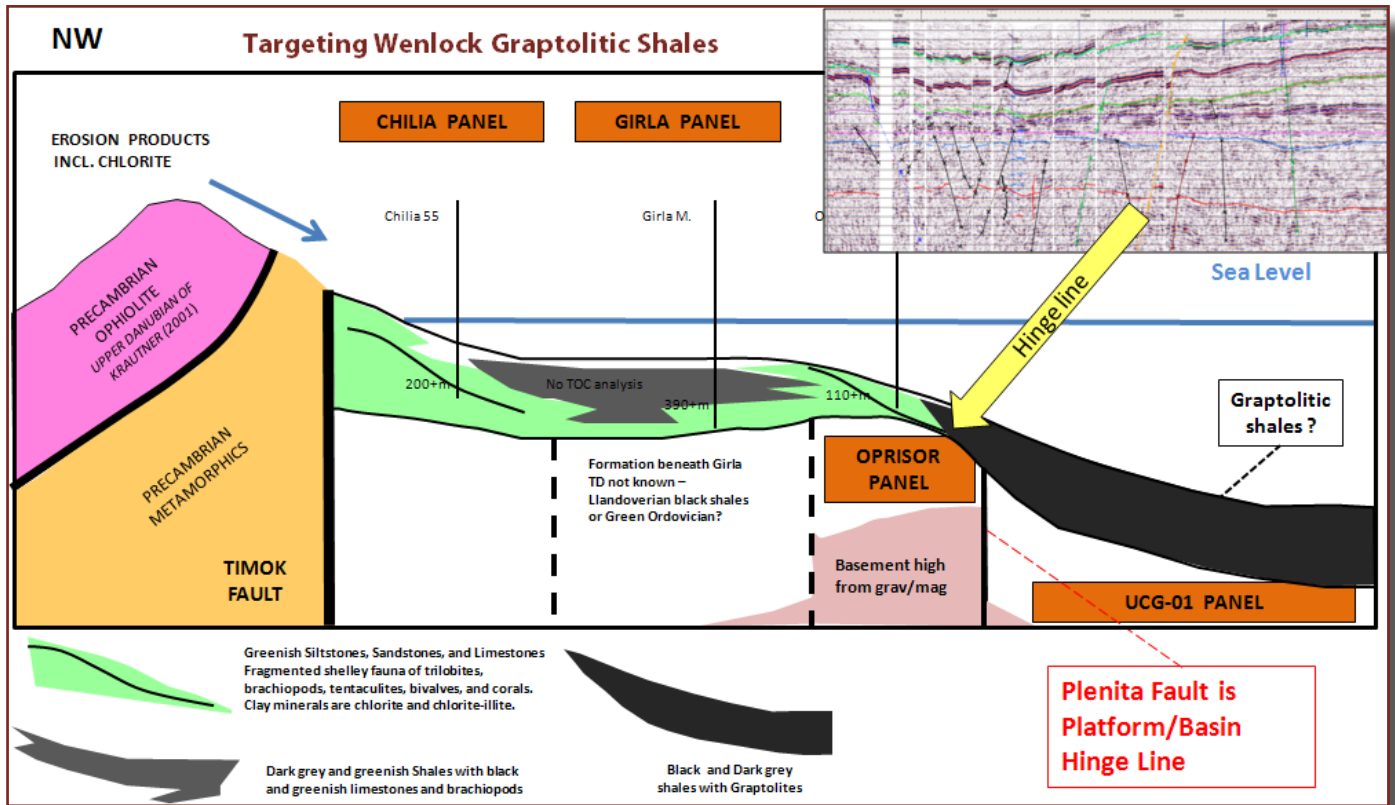 NW
Targeting Wenlock Graptolitic Shales
CHILIA PANEL
GIRLA PANEL
EROSION PRODUCTS
INCL. CHLORITE
Chilia 55
Girla M.
O
Sea Level
Hinge line
PRECAMBRIAN
OPHIOLITE
UPPER DANUBIAN OF
KRAUTNER (2001)
200+m
No TOC analysis
390+m
110+m
Graptolitic
shales ?
PRECAMBRIAN
METAMORPHICS
OPRISOR
PANEL
Formation beneath Girla
TD not known –
Llandoverian black shales
or Green Ordovician?
TIMOK
FAULT
Basement high
from grav/mag
UCG-01 PANEL
Greenish Siltstones, Sandstones, and Limestones
Fragmented shelley fauna of trilobites,
brachiopods, tentaculites, bivalves, and corals.
Clay minerals are chlorite and chlorite-illite.
Plenita Fault is
Platform/Basin
Hinge Line
Dark grey and greenish Shales with black
and greenish limestones and brachiopods
Black and Dark grey
shales with Graptolites